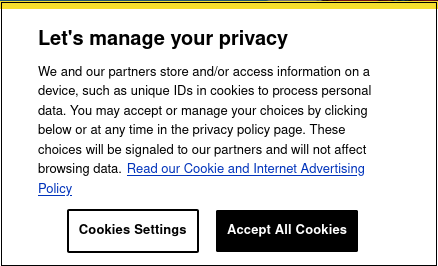 Let's manage your privacy
We and our partners store and/or access information on a
device, such as unique IDs in cookies to process personal
data. You may accept or manage your choices by clicking
below or at any time in the privacy policy page. These
choices will be signaled to our partners and will not affect
browsing data. Read our Cookie and Internet Advertising
Policy
Cookies Settings
Accept All Cookies